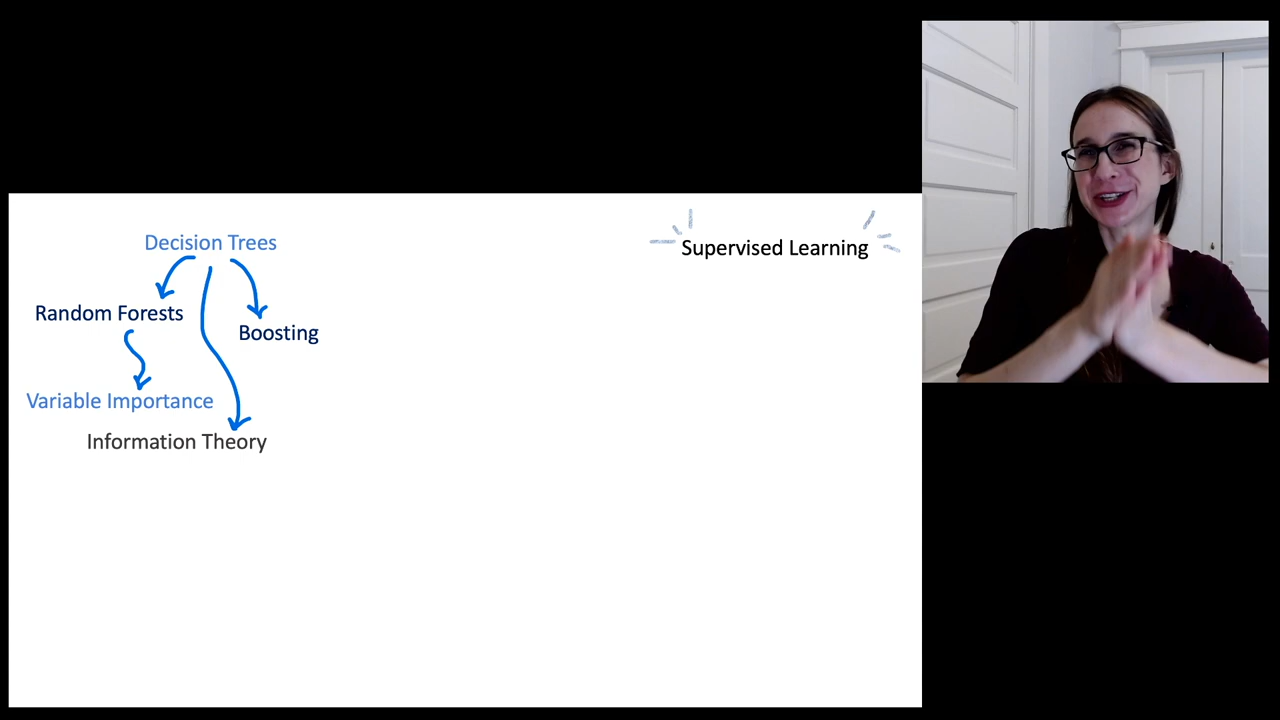 Decision Trees
Supervised Learning
Random Forests
Boosting
Variable Importance
Information Theory